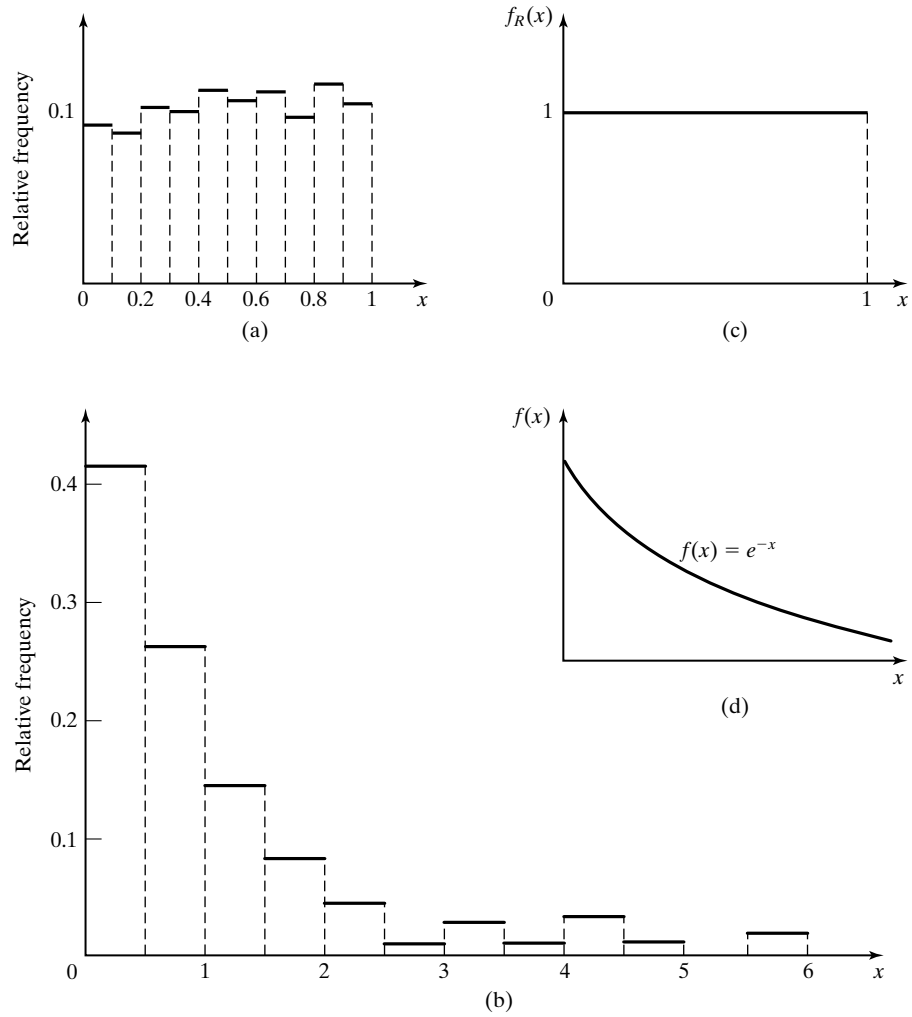 Relative frequency
0.1
0 0.2 0.4 0.6 0.8 1 x
(a)
f_R(x)
1
0 1 x
(c)
Relative frequency
0.4
0.3
0.2
0.1
0 1 2 3 4 5 6 x
(b)
f(x)
f(x) = e^{-x}
x
(d)